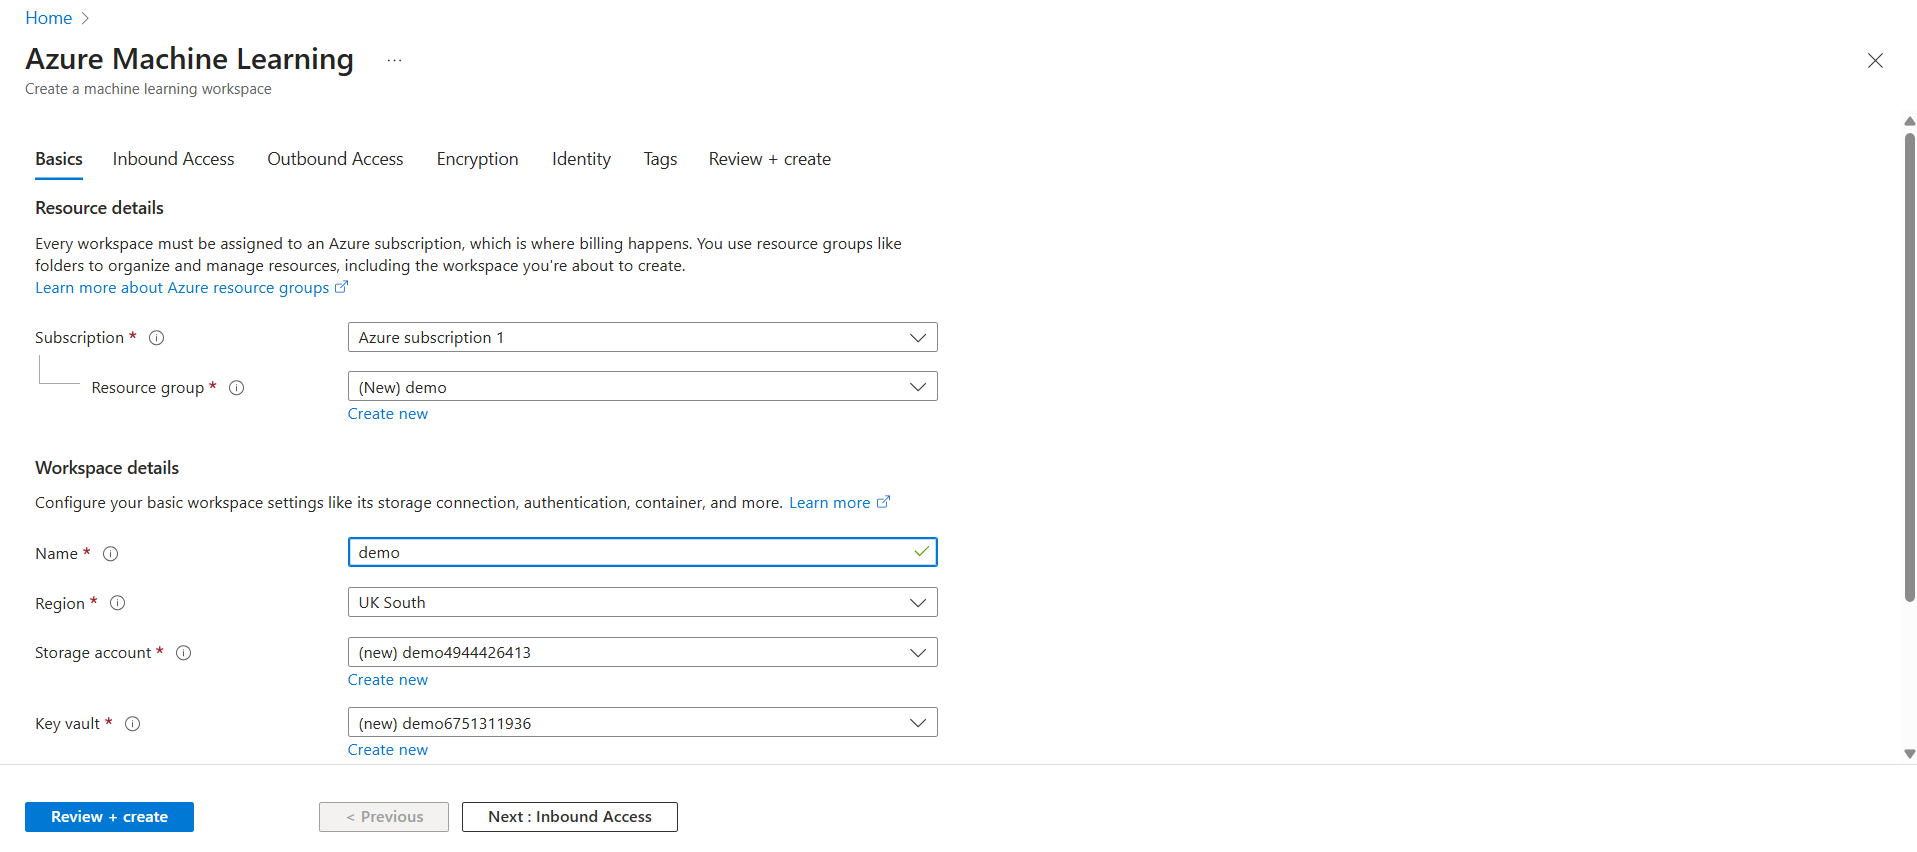 Home
Azure Machine Learning ...
Create a machine learning workspace
Basics Inbound Access Outbound Access Encryption Identity Tags Review + create
Resource details
Every workspace must be assigned to an Azure subscription, which is where billing happens. You use resource groups like
folders to organize and manage resources, including the workspace you're about to create.
Learn more about Azure resource groups
Subscription * Azure subscription 1
Resource group * (New) demo
Create new
Workspace details
Configure your basic workspace settings like its storage connection, authentication, container, and more. Learn more
Name * demo
Region * UK South
Storage account * (new) demo4944426413
Create new
Key vault * (new) demo6751311936
Create new
Review + create < Previous Next : Inbound Access